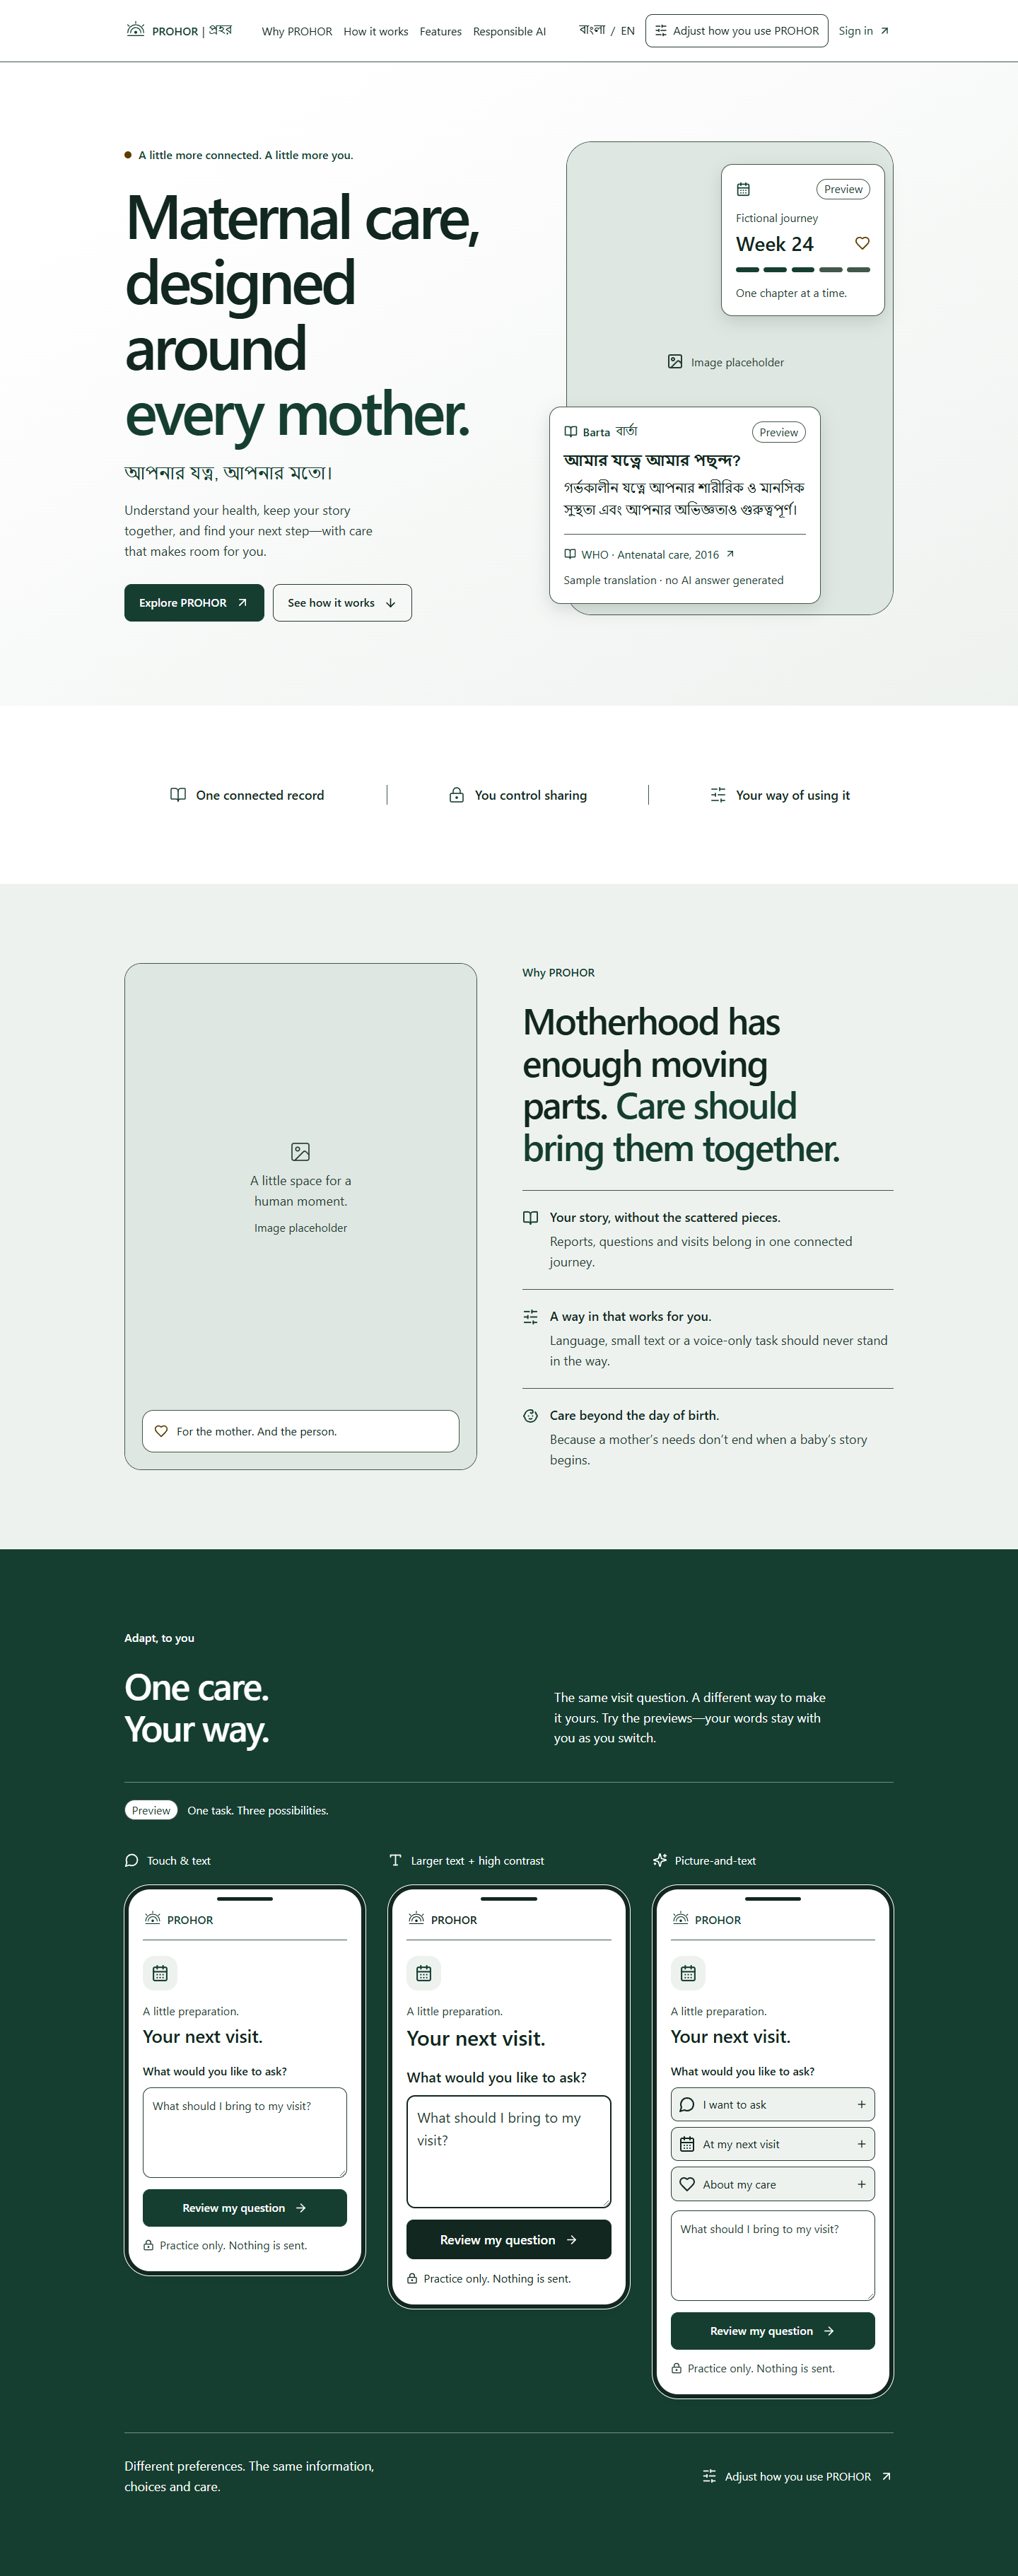 PROHOR | প্রহর
Why PROHOR
How it works
Features
Responsible AI
বাংলা / EN
Adjust how you use PROHOR
Sign in
A little more connected. A little more you.
Maternal care,
designed
around
every mother.
আপনার যত্ন, আপনার মতো।
Understand your health, keep your story
together, and find your next step—with care
that makes room for you.
Explore PROHOR
See how it works
Preview
Fictional journey
Week 24
One chapter at a time.
Image placeholder
Barta বার্তা
Preview
আমার যত্নে আমার পছন্দ?
গর্ভকালীন যত্নে আপনার শারীরিক ও মানসিক
সুস্থতা এবং আপনার অভিজ্ঞতাও গুরুত্বপূর্ণ।
WHO · Antenatal care, 2016
Sample translation · no AI answer generated
One connected record
You control sharing
Your way of using it
A little space for a
human moment.
Image placeholder
For the mother. And the person.
Why PROHOR
Motherhood has
enough moving
parts. Care should
bring them together.
Your story, without the scattered pieces.
Reports, questions and visits belong in one connected
journey.
A way in that works for you.
Language, small text or a voice-only task should never stand
in the way.
Care beyond the day of birth.
Because a mother’s needs don’t end when a baby’s story
begins.
Adapt, to you
One care.
Your way.
The same visit question. A different way to make
it yours. Try the previews—your words stay with
you as you switch.
Preview
One task. Three possibilities.
Touch & text
PROHOR
A little preparation.
Your next visit.
What would you like to ask?
What should I bring to my visit?
Review my question
Practice only. Nothing is sent.
Larger text + high contrast
PROHOR
A little preparation.
Your next visit.
What would you like to ask?
What should I bring to my
visit?
Review my question
Practice only. Nothing is sent.
Picture-and-text
PROHOR
A little preparation.
Your next visit.
What would you like to ask?
I want to ask +
At my next visit +
About my care +
What should I bring to my visit?
Review my question
Practice only. Nothing is sent.
Different preferences. The same information,
choices and care.
Adjust how you use PROHOR